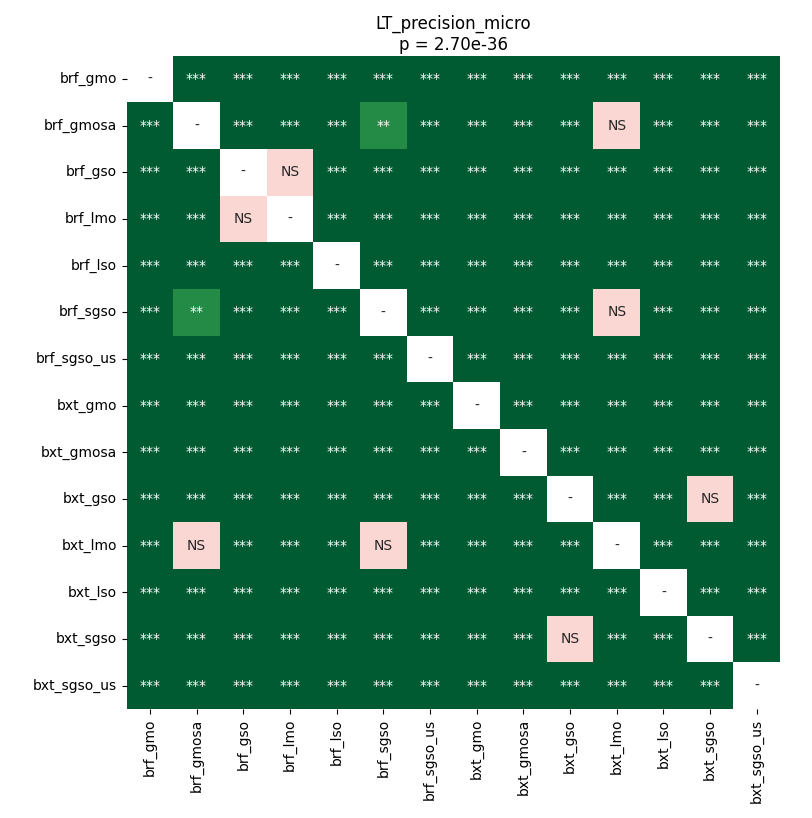 LT_precision_micro
p = 2.70e-36
brf_gmo - *** *** *** *** *** *** *** *** *** *** *** *** ***
brf_gmosa *** - *** *** *** ** *** *** *** *** NS *** *** ***
brf_gso *** *** - NS *** *** *** *** *** *** *** *** *** ***
brf_lmo *** *** NS - *** *** *** *** *** *** *** *** *** ***
brf_lso *** *** *** *** - *** *** *** *** *** *** *** *** ***
brf_sgso *** ** *** *** *** - *** *** *** *** NS *** *** ***
brf_sgso_us *** *** *** *** *** *** - *** *** *** *** *** *** ***
bxt_gmo *** *** *** *** *** *** *** - *** *** *** *** *** ***
bxt_gmosa *** *** *** *** *** *** *** *** - *** *** *** *** ***
bxt_gso *** *** *** *** *** *** *** *** *** - *** *** NS ***
bxt_lmo *** NS *** *** *** NS *** *** *** *** - *** *** ***
bxt_lso *** *** *** *** *** *** *** *** *** *** *** - *** ***
bxt_sgso *** *** *** *** *** *** *** *** *** NS *** *** - ***
bxt_sgso_us *** *** *** *** *** *** *** *** *** *** *** *** *** -
brf_gmo brf_gmosa brf_gso brf_lmo brf_lso brf_sgso brf_sgso_us bxt_gmo bxt_gmosa bxt_gso bxt_lmo bxt_lso bxt_sgso bxt_sgso_us